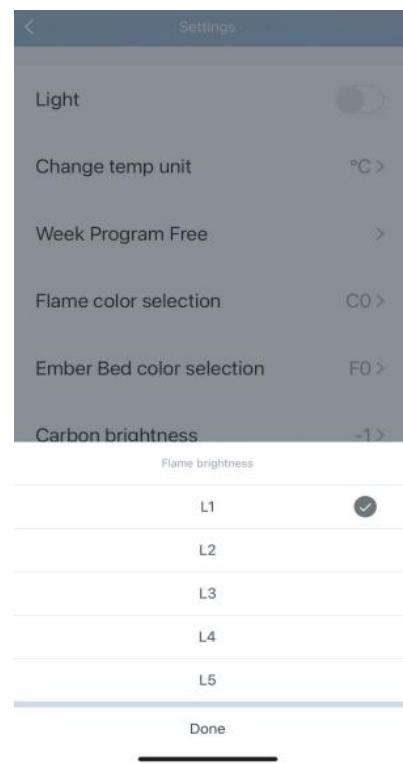 Settings
Light
Change temp unit °C >
Week Program Free >
Flame color selection C0 >
Ember Bed color selection F0 >
Carbon brightness -1 >
Flame brightness
L1
L2
L3
L4
L5
Done